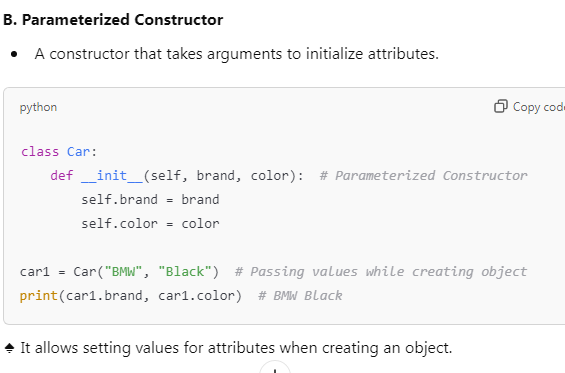 B. Parameterized Constructor
• A constructor that takes arguments to initialize attributes.
python
Copy code
class Car:
    def __init__(self, brand, color):  # Parameterized Constructor
        self.brand = brand
        self.color = color
car1 = Car("BMW", "Black")  # Passing values while creating object
print(car1.brand, car1.color)  # BMW Black
♠ It allows setting values for attributes when creating an object.